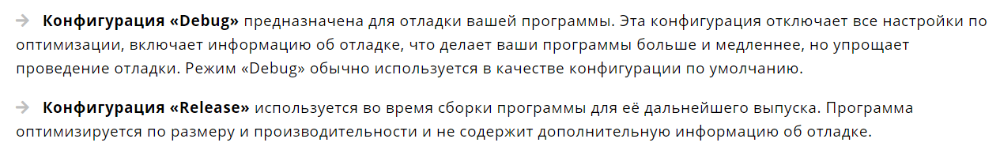 → Конфигурация «Debug» предназначена для отладки вашей программы. Эта конфигурация отключает все настройки по
оптимизации, включает информацию об отладке, что делает ваши программы больше и медленнее, но упрощает
проведение отладки. Режим «Debug» обычно используется в качестве конфигурации по умолчанию.
→ Конфигурация «Release» используется во время сборки программы для её дальнейшего выпуска. Программа
оптимизируется по размеру и производительности и не содержит дополнительную информацию об отладке.